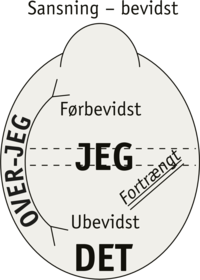 Sansning – bevidst
Førbevidst
OVER-JEG
JEG
Fortrængt
Ubevidst
DET